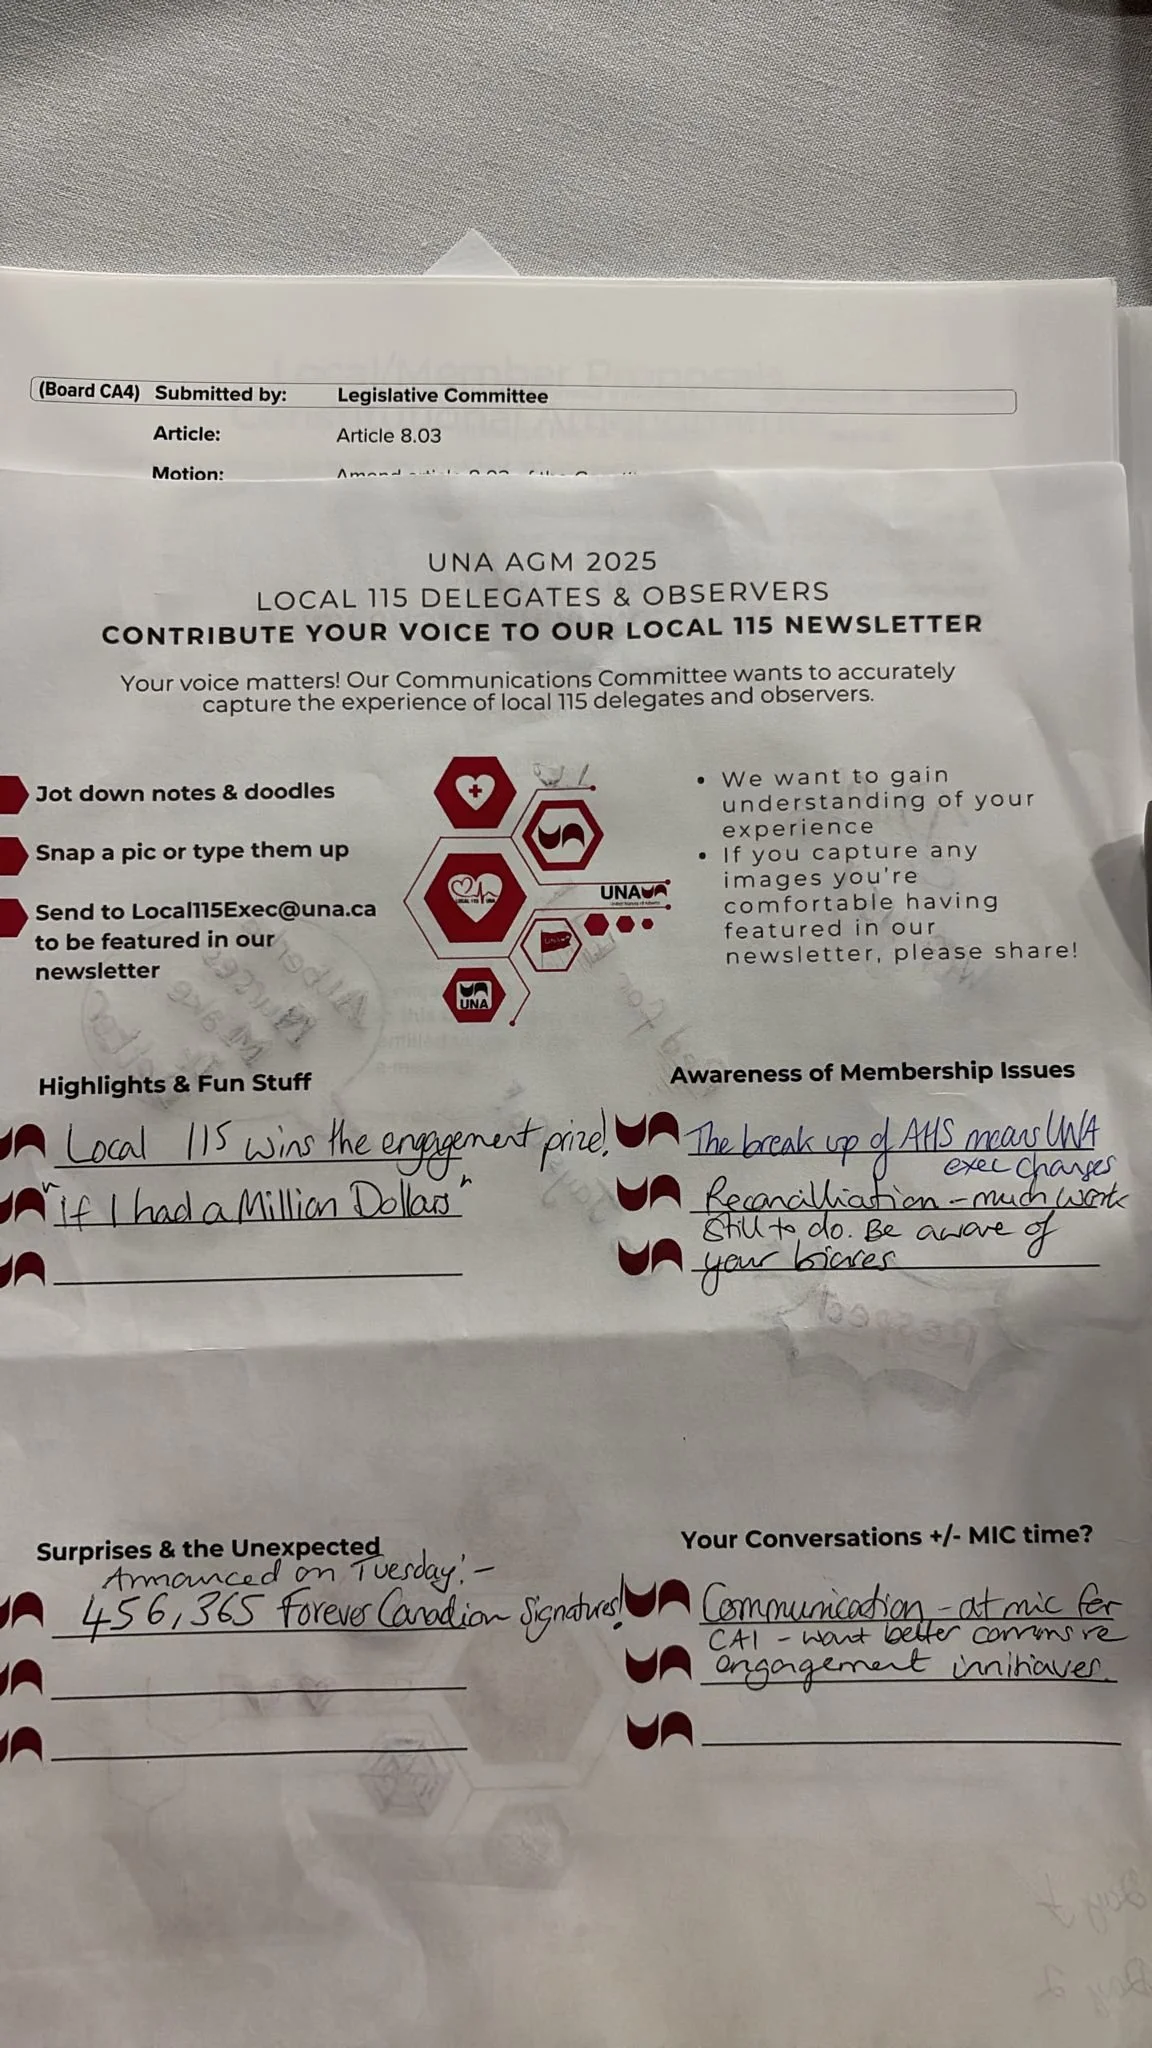 (Board CA4) Submitted by: Legislative Committee
Article: Article 8.03
Motion:
UNA AGM 2025
LOCAL 115 DELEGATES & OBSERVERS
CONTRIBUTE YOUR VOICE TO OUR LOCAL 115 NEWSLETTER
Your voice matters! Our Communications Committee wants to accurately
capture the experience of local 115 delegates and observers.
Jot down notes & doodles
Snap a pic or type them up
Send to Local115Exec@una.ca
to be featured in our
newsletter
UNA
UNA
• We want to gain
understanding of your
experience
• If you capture any
images you're
comfortable having
featured in our
newsletter, please share!
Highlights & Fun Stuff
Local 115 wins the engagement prize!
"If I had a Million Dollars"
Awareness of Membership Issues
The break up of AHS means UNA
exec changes
Reconcilliation - much work
still to do. Be aware of
your biases
Surprises & the Unexpected
Announced on Tuesday! -
456,365 Forever Canadian Signatures!
Your Conversations +/- MIC time?
Communication - at mic for
CA1 - want better comms re
engagement innitiaves.